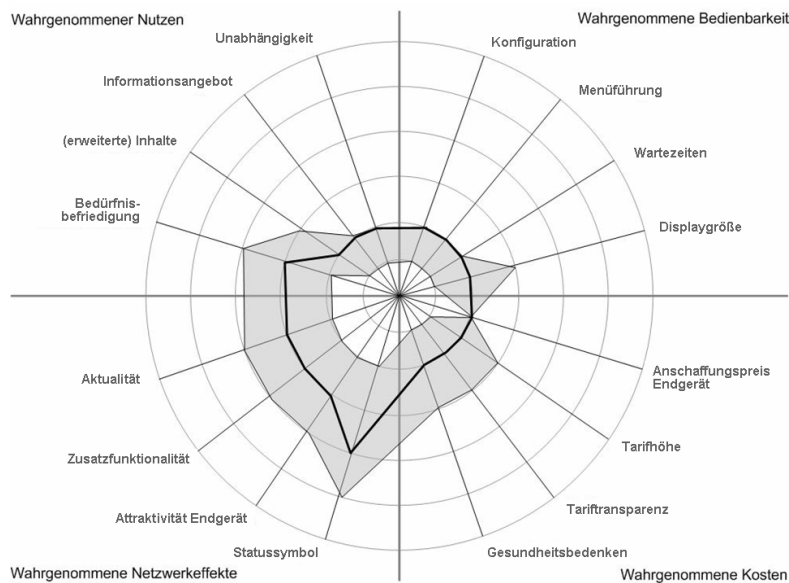 Wahrgenommener Nutzen
Wahrgenommene Bedienbarkeit
Unabhängigkeit
Konfiguration
Informationsangebot
Menüführung
(erweiterte) Inhalte
Wartezeiten
Bedürfnis-
befriedigung
Displaygröße
Aktualität
Anschaffungspreis
Endgerät
Zusatzfunktionalität
Tarifhöhe
Attraktivität Endgerät
Tariftransparenz
Statussymbol
Gesundheitsbedenken
Wahrgenommene Netzwerkeffekte
Wahrgenommene Kosten